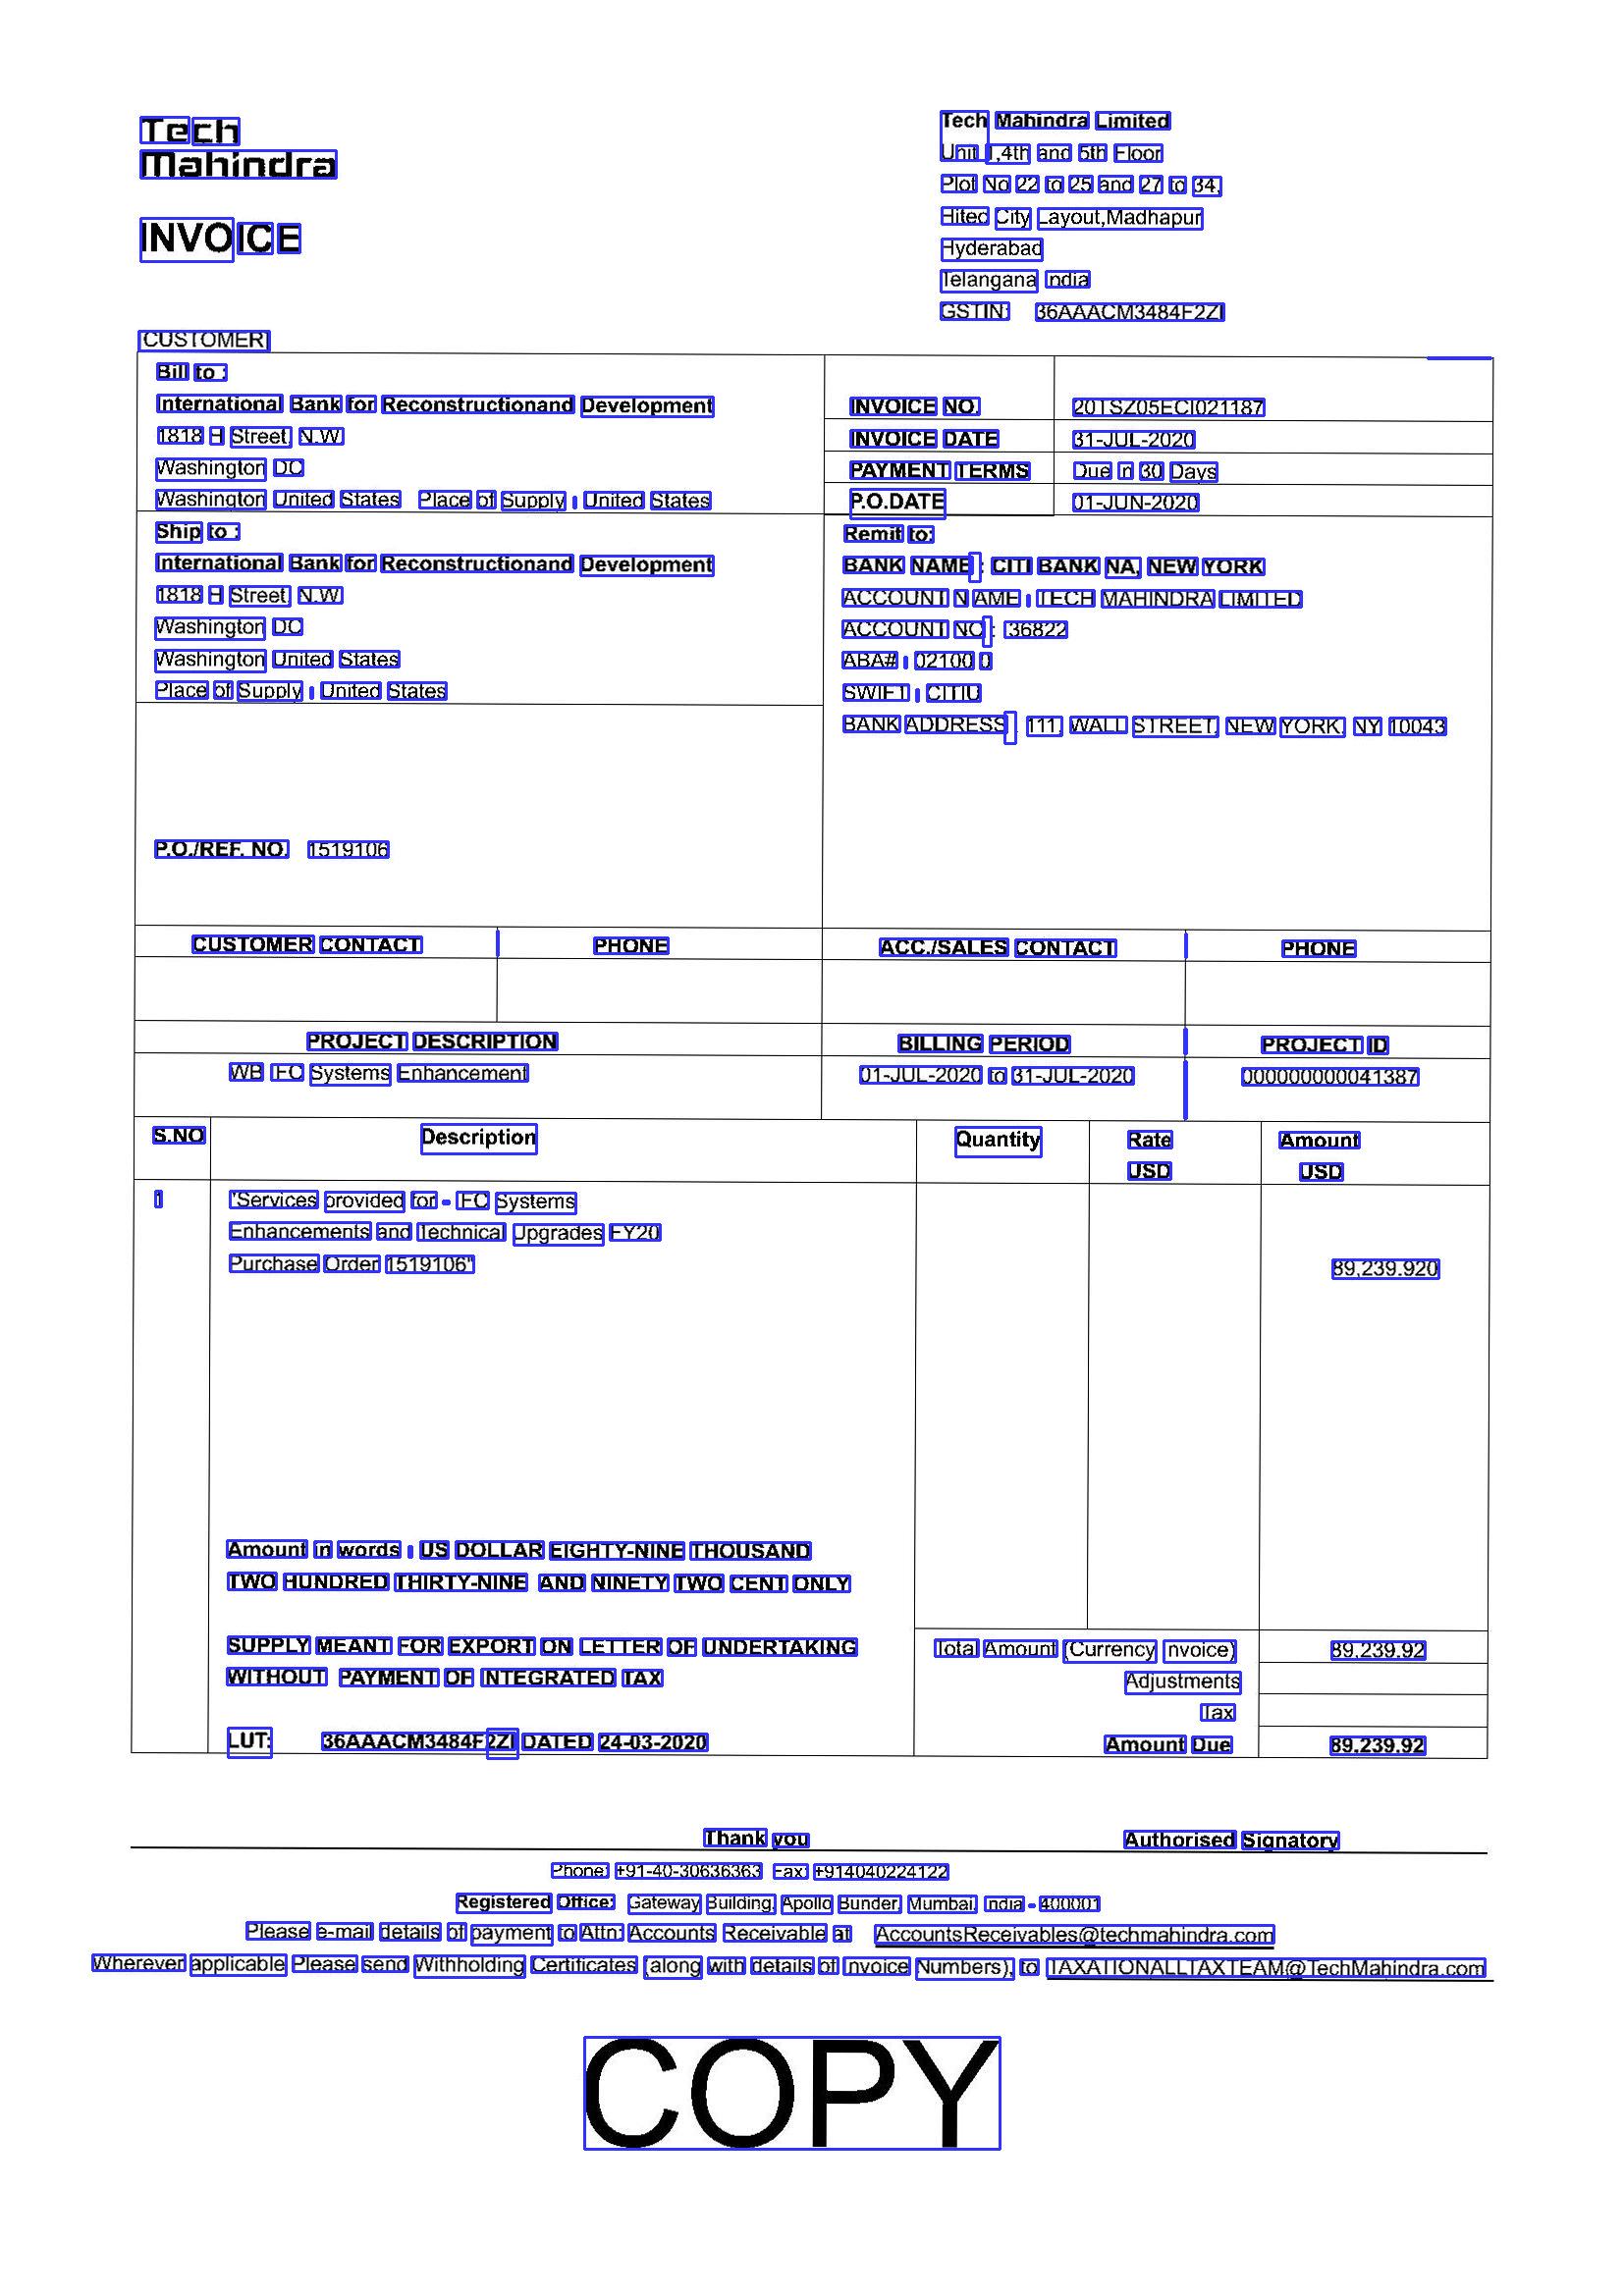 Tech
Mahindra
INVOICE
Tech Mahindra Limited
Unit 1,4th and 5th Floor
Plot No 22 to 25 and 27 to 34,
Hitec City Layout,Madhapur
Hyderabad
Telangana India
GSTIN: 36AAACM3484F2ZI
CUSTOMER
Bill to :
International Bank for Reconstructionand Development
1818 H Street, N.W
Washington DC
Washington United States Place of Supply : United States
INVOICE NO. 201SZ05ECI021187
INVOICE DATE 31-JUL-2020
PAYMENT TERMS Due in 30 Days
P.O.DATE 01-JUN-2020
Ship to :
International Bank for Reconstructionand Development
1818 H Street, N.W
Washington DC
Washington United States
Place of Supply : United States
Remit to:
BANK NAME : CITI BANK NA, NEW YORK
ACCOUNT N AME : TECH MAHINDRA LIMITED
ACCOUNT NO : 36822
ABA# : 02100 0
SWIFT : CITIU
BANK ADDRESS : 111, WALL STREET, NEW YORK, NY 10043
P.O./REF. NO. 1519106
CUSTOMER CONTACT PHONE ACC./SALES CONTACT PHONE
PROJECT DESCRIPTION BILLING PERIOD PROJECT ID
WB IFC Systems Enhancement 01-JUL-2020 to 31-JUL-2020 000000000041387
S.NO Description Quantity Rate Amount
USD USD
1 "Services provided for - IFC Systems
Enhancements and Technical Upgrades FY20
Purchase Order 1519106" 89,239.920
Amount in words : US DOLLAR EIGHTY-NINE THOUSAND
TWO HUNDRED THIRTY-NINE AND NINETY TWO CENT ONLY
SUPPLY MEANT FOR EXPORT ON LETTER OF UNDERTAKING
WITHOUT PAYMENT OF INTEGRATED TAX
LUT: 36AAACM3484F2ZI DATED 24-03-2020
Total Amount (Currency Invoice) 89,239.92
Adjustments
Tax
Amount Due 89,239.92
Thank you Authorised Signatory
Phone: +91-40-30636363 Fax: +914040224122
Registered Office: Gateway Building, Apollo Bunder, Mumbai, India - 400001
Please e-mail details of payment to Attn: Accounts Receivable at AccountsReceivables@techmahindra.com
Wherever applicable Please send Withholding Certificates (along with details of Invoice Numbers), to TAXATIONALLTAXTEAM@TechMahindra.com
COPY